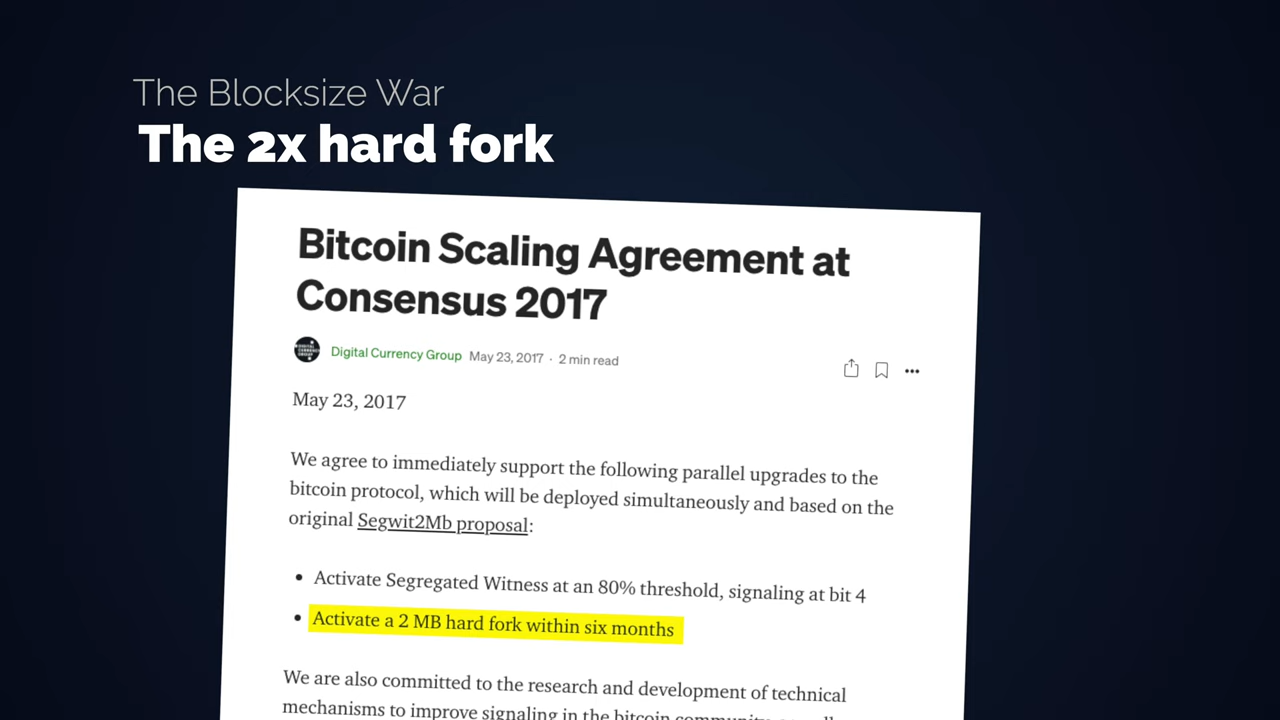 The Blocksize War
The 2x hard fork
Bitcoin Scaling Agreement at
Consensus 2017
Digital Currency Group May 23, 2017 · 2 min read
May 23, 2017
We agree to immediately support the following parallel upgrades to the
bitcoin protocol, which will be deployed simultaneously and based on the
original Segwit2Mb proposal:
• Activate Segregated Witness at an 80% threshold, signaling at bit 4
• Activate a 2 MB hard fork within six months
We are also committed to the research and development of technical
mechanisms to improve signaling in the bitcoin community